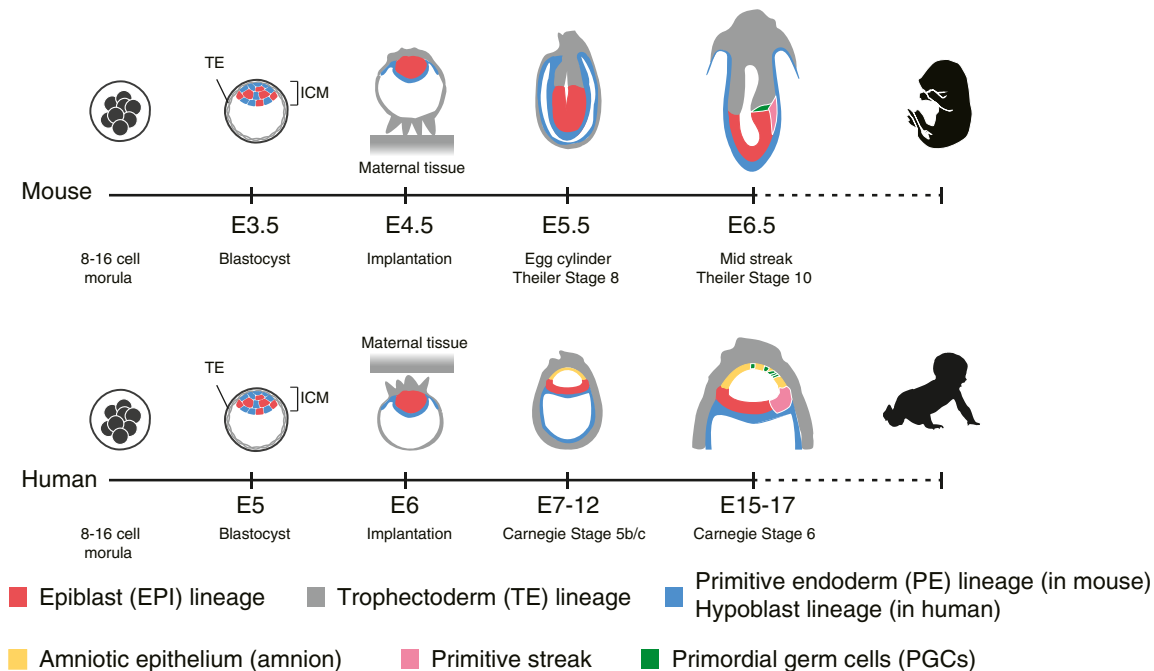 TE
ICM
Maternal tissue
Mouse
E3.5
E4.5
E5.5
E6.5
8-16 cell
morula
Blastocyst
Implantation
Egg cylinder
Theiler Stage 8
Mid streak
Theiler Stage 10
Maternal tissue
TE
ICM
Human
E5
E6
E7-12
E15-17
8-16 cell
morula
Blastocyst
Implantation
Carnegie Stage 5b/c
Carnegie Stage 6
Epiblast (EPI) lineage
Trophectoderm (TE) lineage
Primitive endoderm (PE) lineage (in mouse)
Hypoblast lineage (in human)
Amniotic epithelium (amnion)
Primitive streak
Primordial germ cells (PGCs)